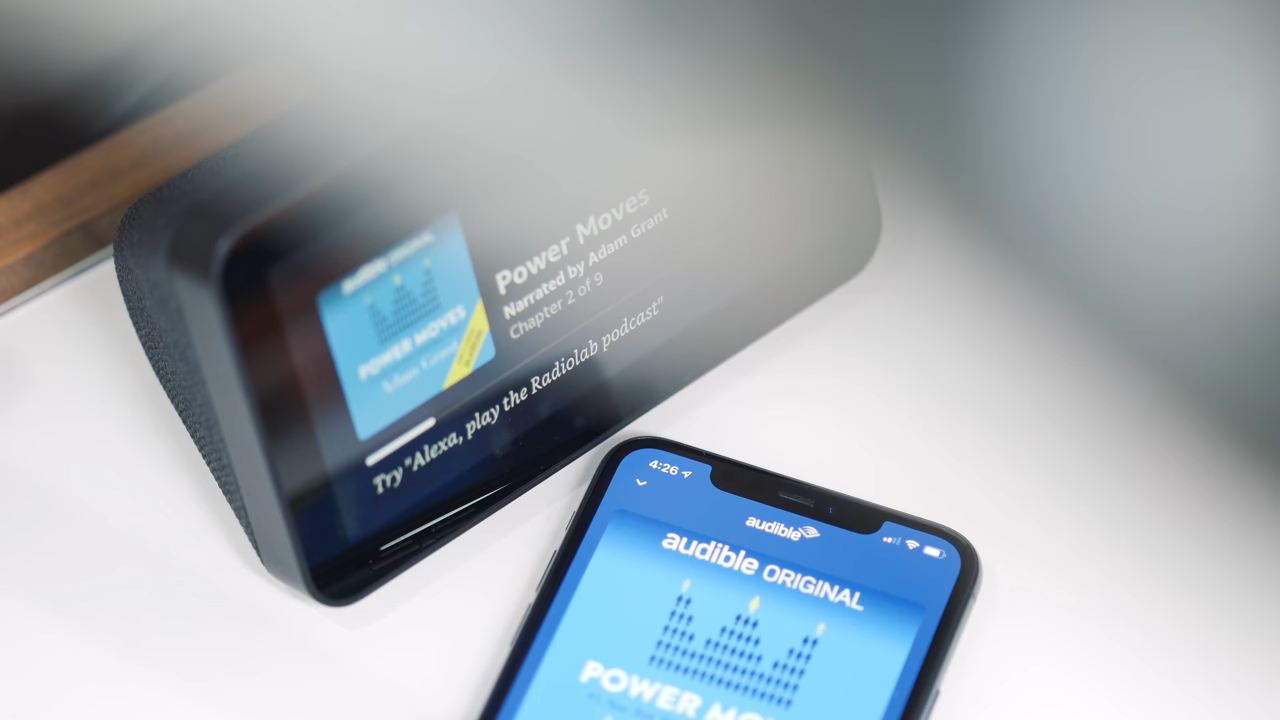 audible ORIGINAL
POWER MOVES
Adam Grant
Power Moves
Narrated by Adam Grant
Chapter 2 of 9
Try "Alexa, play the Radiolab podcast"
4:26
audible
audible ORIGINAL
POWER MO